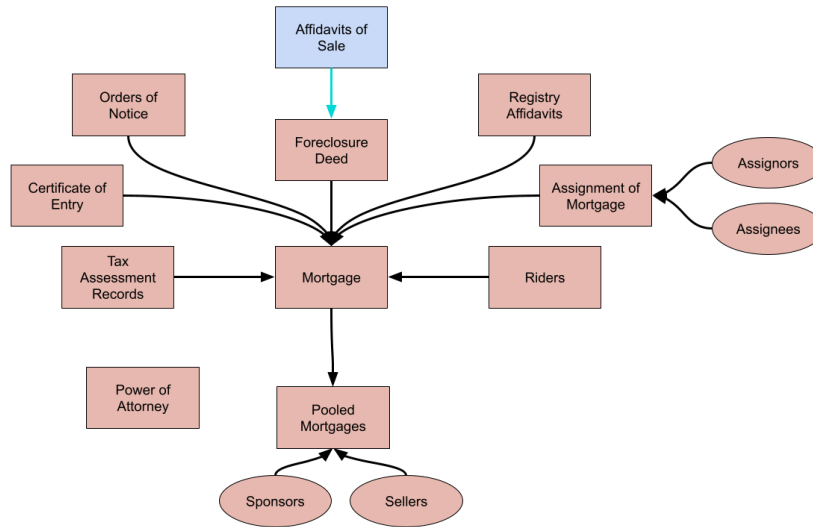 Affidavits of
Sale
Orders of
Notice
Registry
Affidavits
Foreclosure
Deed
Assignors
Certificate of
Entry
Assignment of
Mortgage
Assignees
Tax
Assessment
Records
Mortgage
Riders
Power of
Attorney
Pooled
Mortgages
Sponsors
Sellers